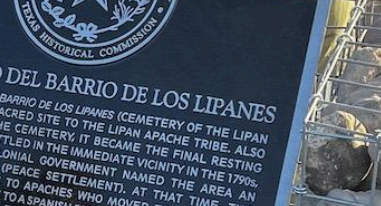 TEXAS HISTORICAL COMMISSION
DEL BARRIO DE LOS LIPANES
BARRIO DE LOS LIPANES (CEMETERY OF THE LIPAN
SACRED SITE TO THE LIPAN APACHE TRIBE. ALSO
THE CEMETERY, IT BECAME THE FINAL RESTING
SETTLED IN THE IMMEDIATE VICINITY IN THE 1790s,
COLONIAL GOVERNMENT NAMED THE AREA AN
(PEACE SETTLEMENT). AT THAT TIME,
TO APACHES WHO MOVED
TO A SPANISH